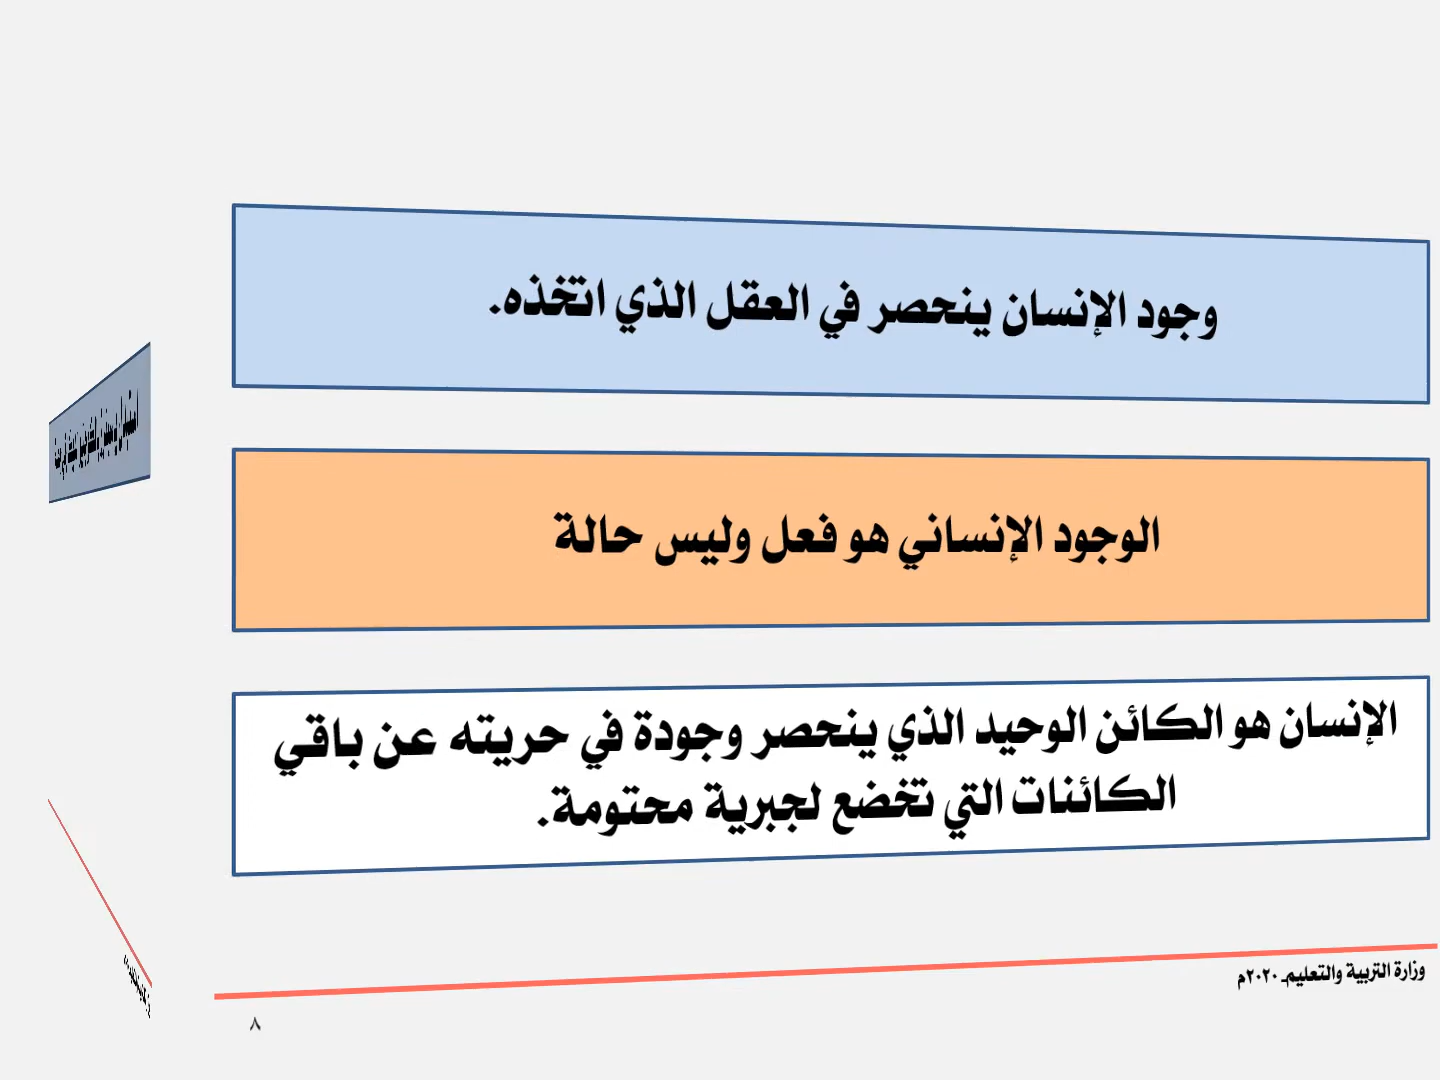 وجود الإنسان ينحصر في العقل الذي اتخذه.
الوجود الإنساني هو فعل وليس حالة
الإنسان هو الكائن الوحيد الذي ينحصر وجودة في حريته عن باقي
الكائنات التي تخضع لجبرية محتومة.
وزارة التربية والتعليم-٢٠٢٠م
٨